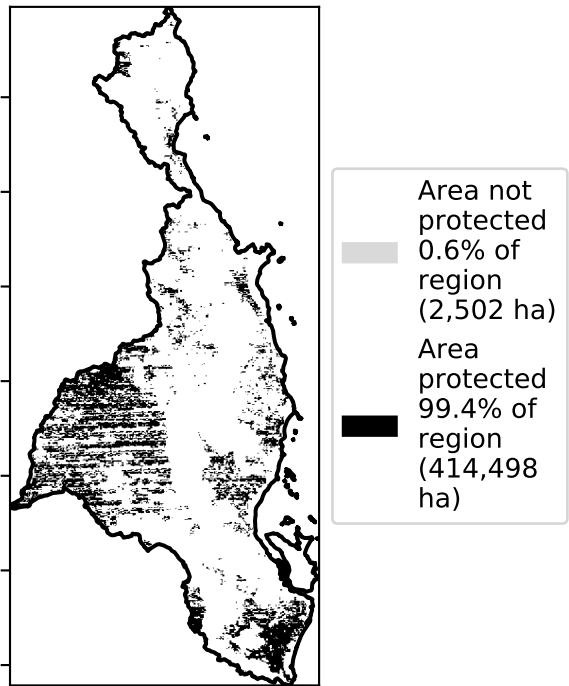 Area not
protected
0.6% of
region
(2,502 ha)
Area
protected
99.4% of
region
(414,498
ha)